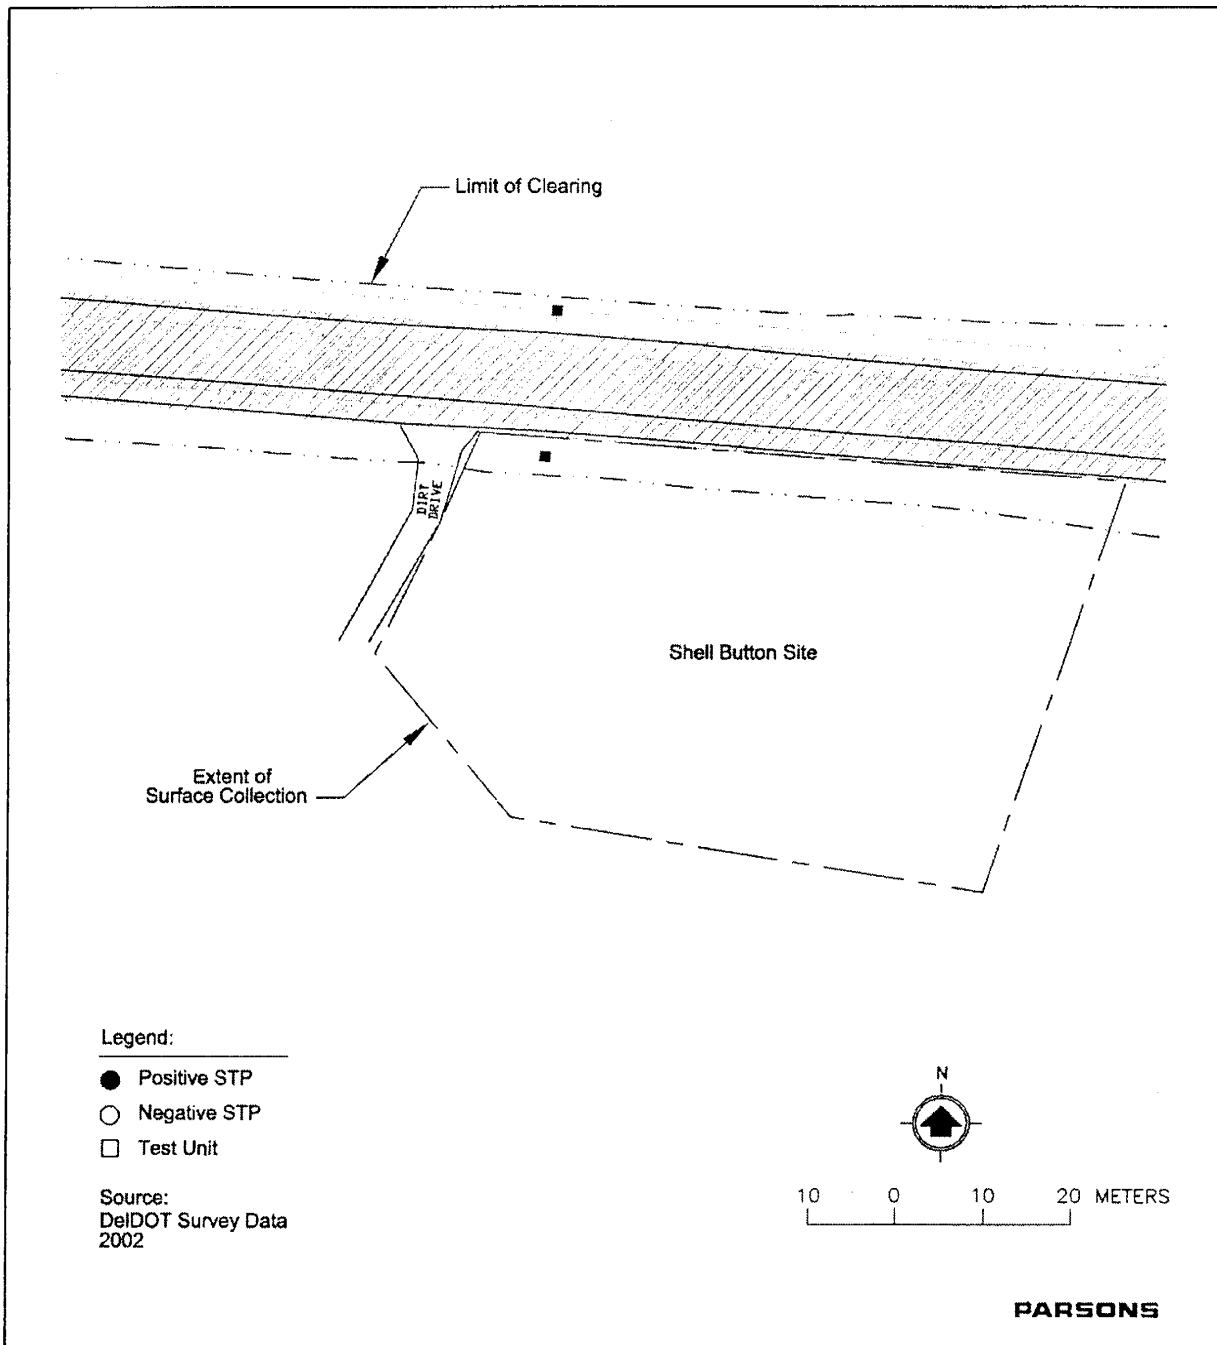 Limit of Clearing
DIRT
DRIVE
Shell Button Site
Extent of
Surface Collection
Legend:
Positive STP
Negative STP
Test Unit
Source:
DelDOT Survey Data
2002
N
10 0 10 20 METERS
PARSONS